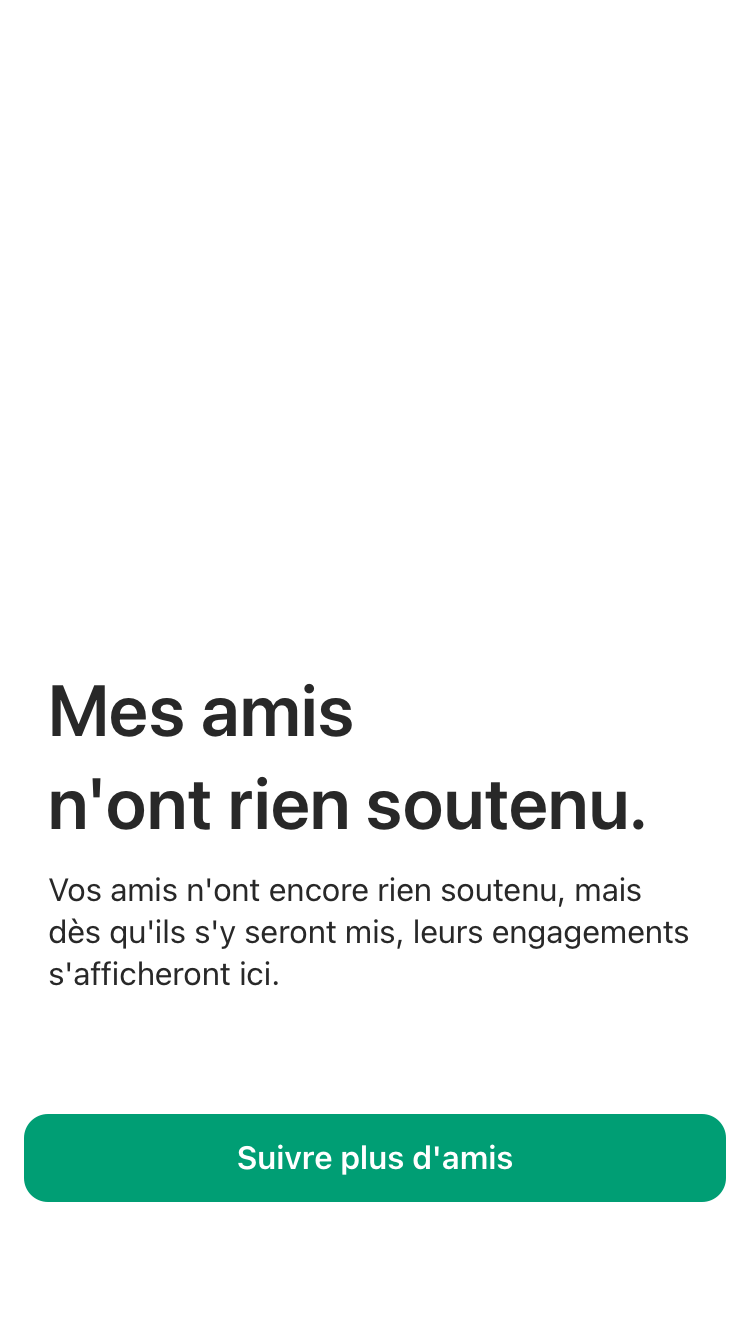 Mes amis
n'ont rien soutenu.
Vos amis n'ont encore rien soutenu, mais
dès qu'ils s'y seront mis, leurs engagements
s'afficheront ici.
Suivre plus d'amis